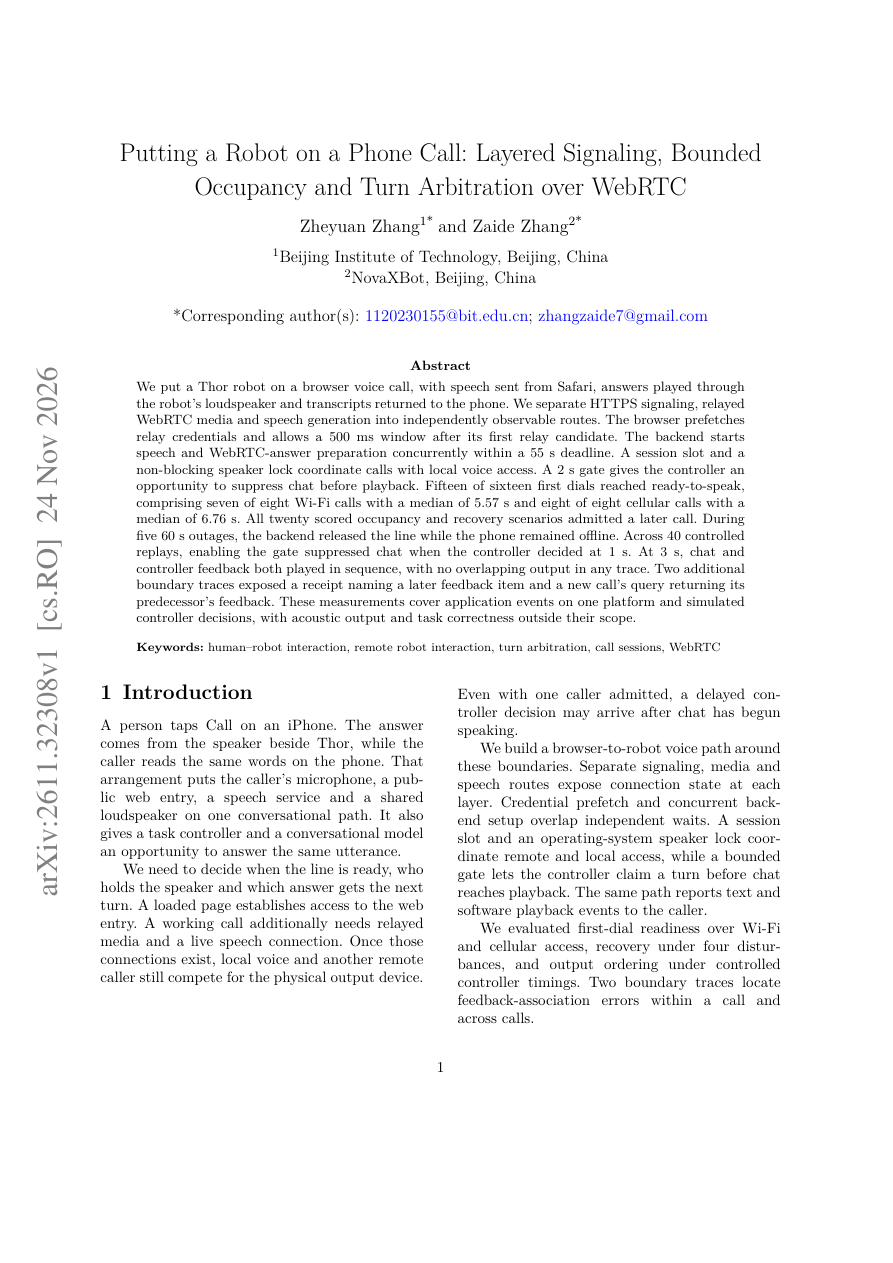 Putting a Robot on a Phone Call: Layered Signaling, Bounded
Occupancy and Turn Arbitration over WebRTC
Zheyuan Zhang1* and Zaide Zhang2*
1Beijing Institute of Technology, Beijing, China
2NovaXBot, Beijing, China
*Corresponding author(s): 1120230155@bit.edu.cn; zhangzaide7@gmail.com
Abstract
We put a Thor robot on a browser voice call, with speech sent from Safari, answers played through
the robot's loudspeaker and transcripts returned to the phone. We separate HTTPS signaling, relayed
WebRTC media and speech generation into independently observable routes. The browser prefetches
relay credentials and allows a 500 ms window after its first relay candidate. The backend starts
speech and WebRTC-answer preparation concurrently within a 55 s deadline. A session slot and a
non-blocking speaker lock coordinate calls with local voice access. A 2 s gate gives the controller an
opportunity to suppress chat before playback. Fifteen of sixteen first dials reached ready-to-speak,
comprising seven of eight Wi-Fi calls with a median of 5.57 s and eight of eight cellular calls with a
median of 6.76 s. All twenty scored occupancy and recovery scenarios admitted a later call. During
five 60 s outages, the backend released the line while the phone remained offline. Across 40 controlled
replays, enabling the gate suppressed chat when the controller decided at 1 s. At 3 s, chat and
controller feedback both played in sequence, with no overlapping output in any trace. Two additional
boundary traces exposed a receipt naming a later feedback item and a new call's query returning its
predecessor's feedback. These measurements cover application events on one platform and simulated
controller decisions, with acoustic output and task correctness outside their scope.
Keywords: human–robot interaction, remote robot interaction, turn arbitration, call sessions, WebRTC
1 Introduction
A person taps Call on an iPhone. The answer
comes from the speaker beside Thor, while the
caller reads the same words on the phone. That
arrangement puts the caller's microphone, a pub-
lic web entry, a speech service and a shared
loudspeaker on one conversational path. It also
gives a task controller and a conversational model
an opportunity to answer the same utterance.
We need to decide when the line is ready, who
holds the speaker and which answer gets the next
turn. A loaded page establishes access to the web
entry. A working call additionally needs relayed
media and a live speech connection. Once those
connections exist, local voice and another remote
caller still compete for the physical output device.
Even with one caller admitted, a delayed con-
troller decision may arrive after chat has begun
speaking.
We build a browser-to-robot voice path around
these boundaries. Separate signaling, media and
speech routes expose connection state at each
layer. Credential prefetch and concurrent back-
end setup overlap independent waits. A session
slot and an operating-system speaker lock coor-
dinate remote and local access, while a bounded
gate lets the controller claim a turn before chat
reaches playback. The same path reports text and
software playback events to the caller.
We evaluated first-dial readiness over Wi-Fi
and cellular access, recovery under four distur-
bances, and output ordering under controlled
controller timings. Two boundary traces locate
feedback-association errors within a call and
across calls.
1
arXiv:2611.32308v1 [cs.RO] 24 Nov 2026